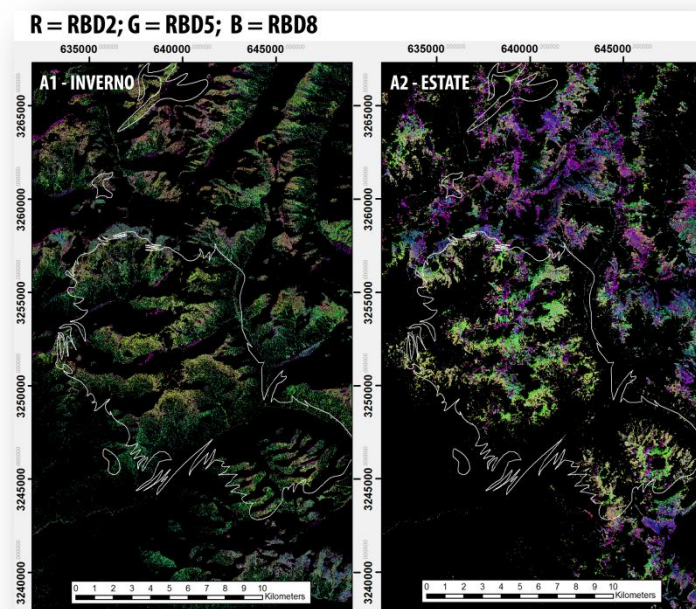 R = RBD2; G = RBD5; B = RBD8
635000 640000 645000
635000 640000 645000
A1 - INVERNO
A2 - ESTATE
3265000
3260000
3255000
3250000
3245000
3240000
3265000
3260000
3255000
3250000
3245000
3240000
0 1 2 3 4 5 6 7 8 9 10
Kilometers
0 1 2 3 4 5 6 7 8 9 10
Kilometers